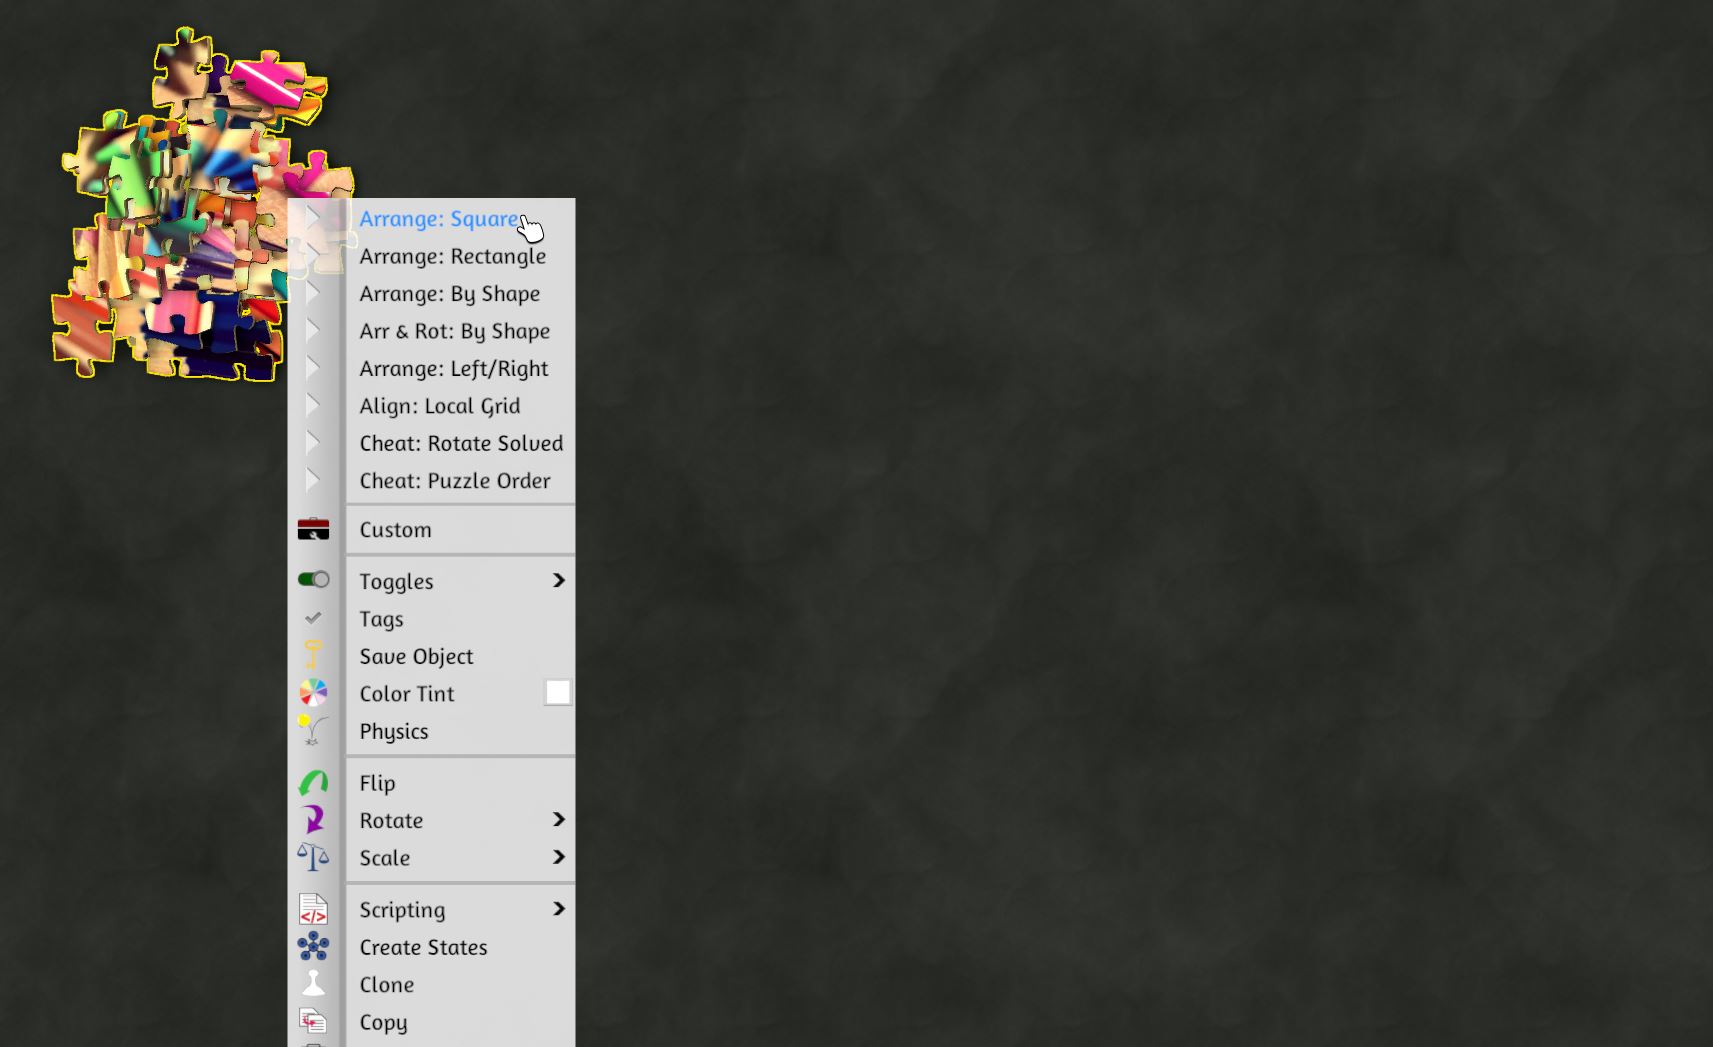 Arrange: Square
Arrange: Rectangle
Arrange: By Shape
Arr & Rot: By Shape
Arrange: Left/Right
Align: Local Grid
Cheat: Rotate Solved
Cheat: Puzzle Order
Custom
Toggles
Tags
Save Object
Color Tint
Physics
Flip
Rotate
Scale
Scripting
Create States
Clone
Copy